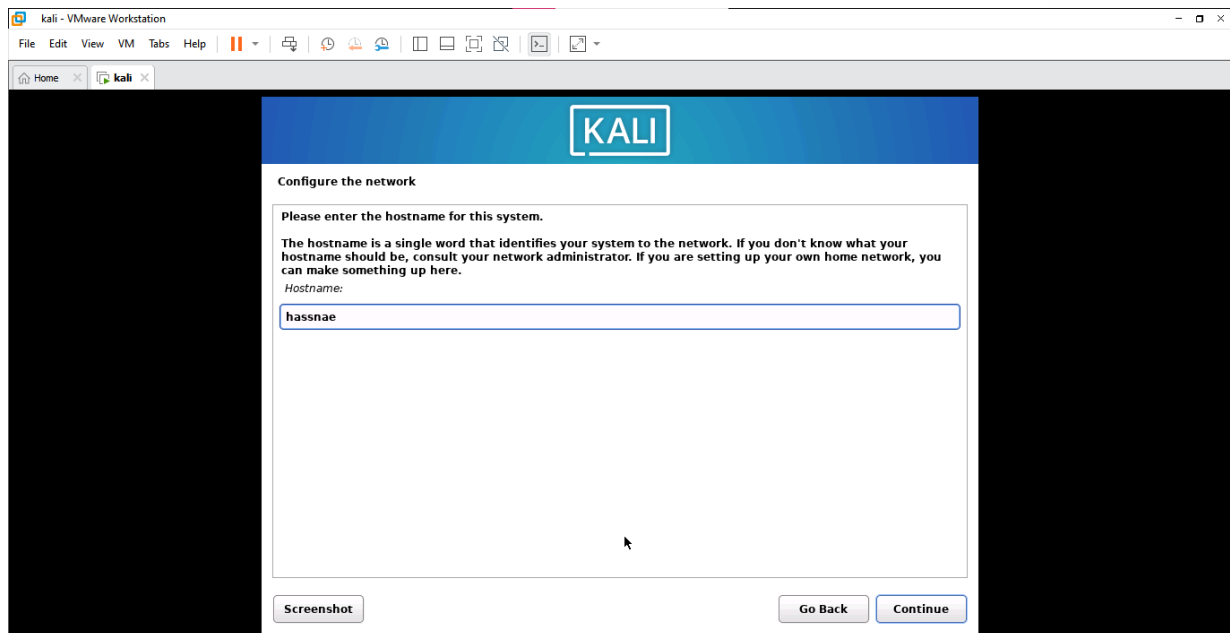 kali - VMware Workstation
File Edit View VM Tabs Help
Home kali
KALI
Configure the network
Please enter the hostname for this system.
The hostname is a single word that identifies your system to the network. If you don't know what your
hostname should be, consult your network administrator. If you are setting up your own home network, you
can make something up here.
Hostname:
hassnae
Screenshot Go Back Continue